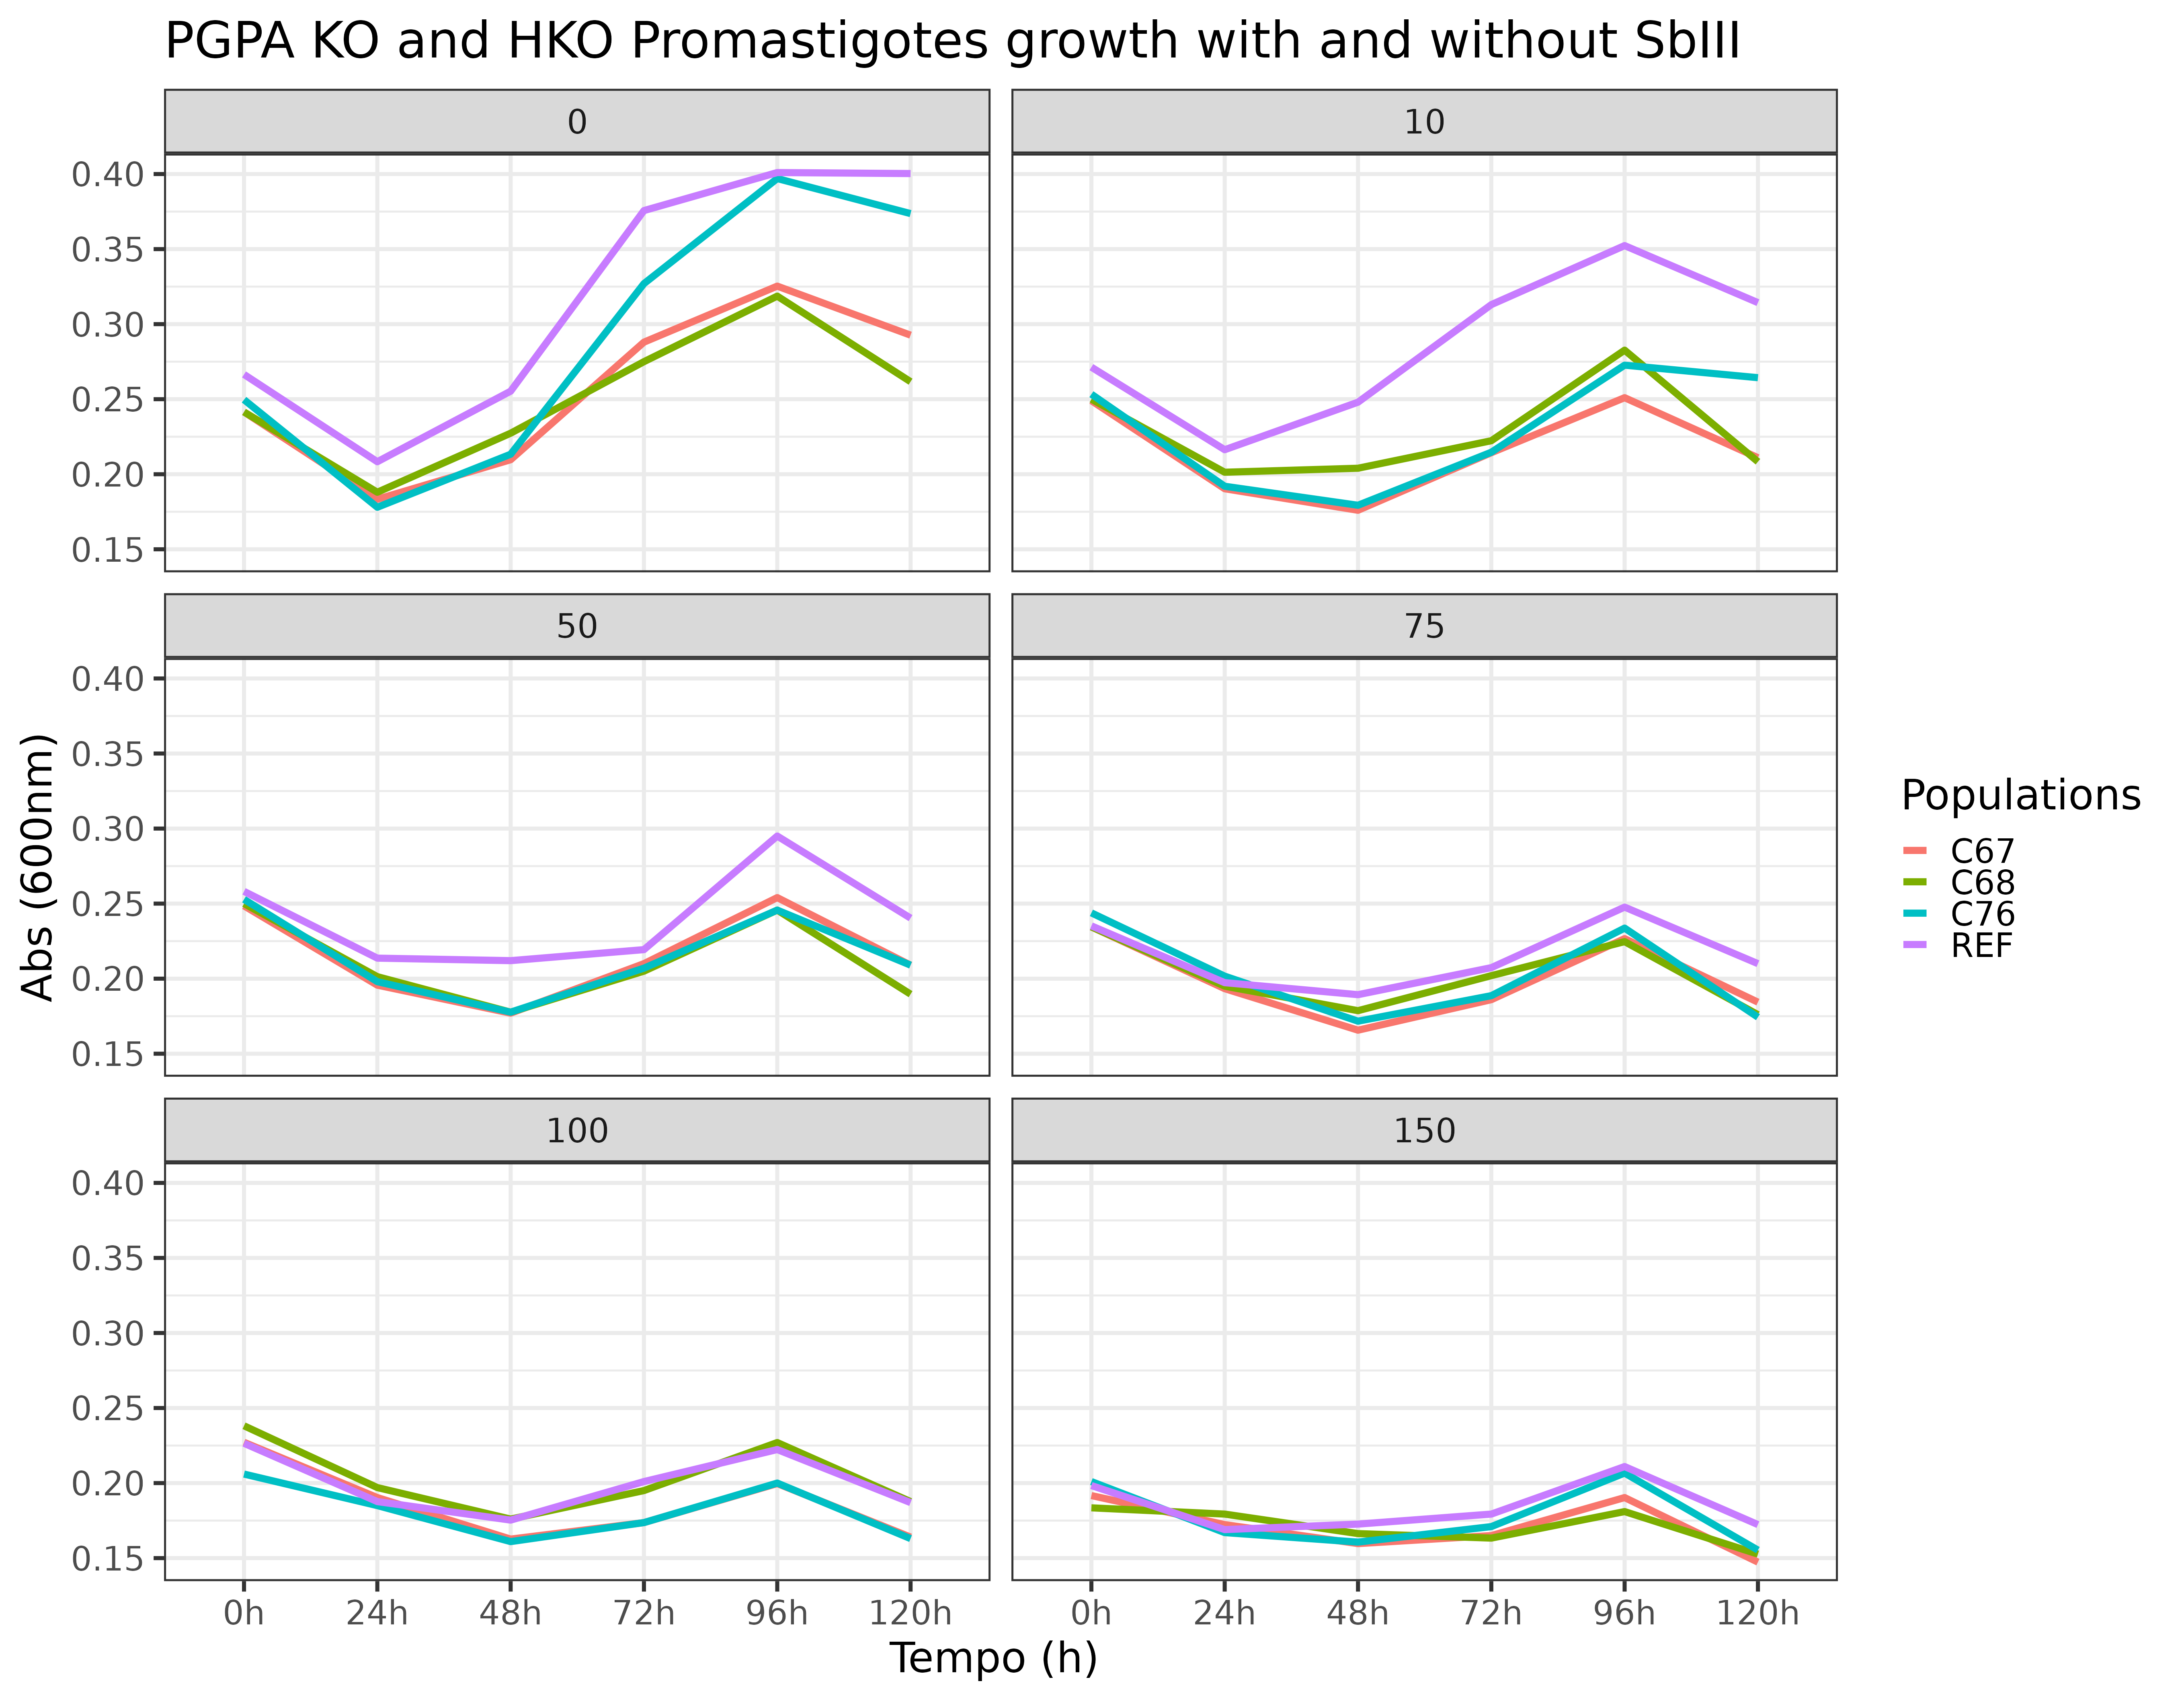 PGPA KO and HKO Promastigotes growth with and without SbIII
0
10
0.40
0.35
0.30
0.25
0.20
0.15
50
75
0.40
0.35
0.30
0.25
0.20
0.15
100
150
0.40
0.35
0.30
0.25
0.20
0.15
0h 24h 48h 72h 96h 120h
0h 24h 48h 72h 96h 120h
Tempo (h)
Abs (600nm)
Populations
C67
C68
C76
REF